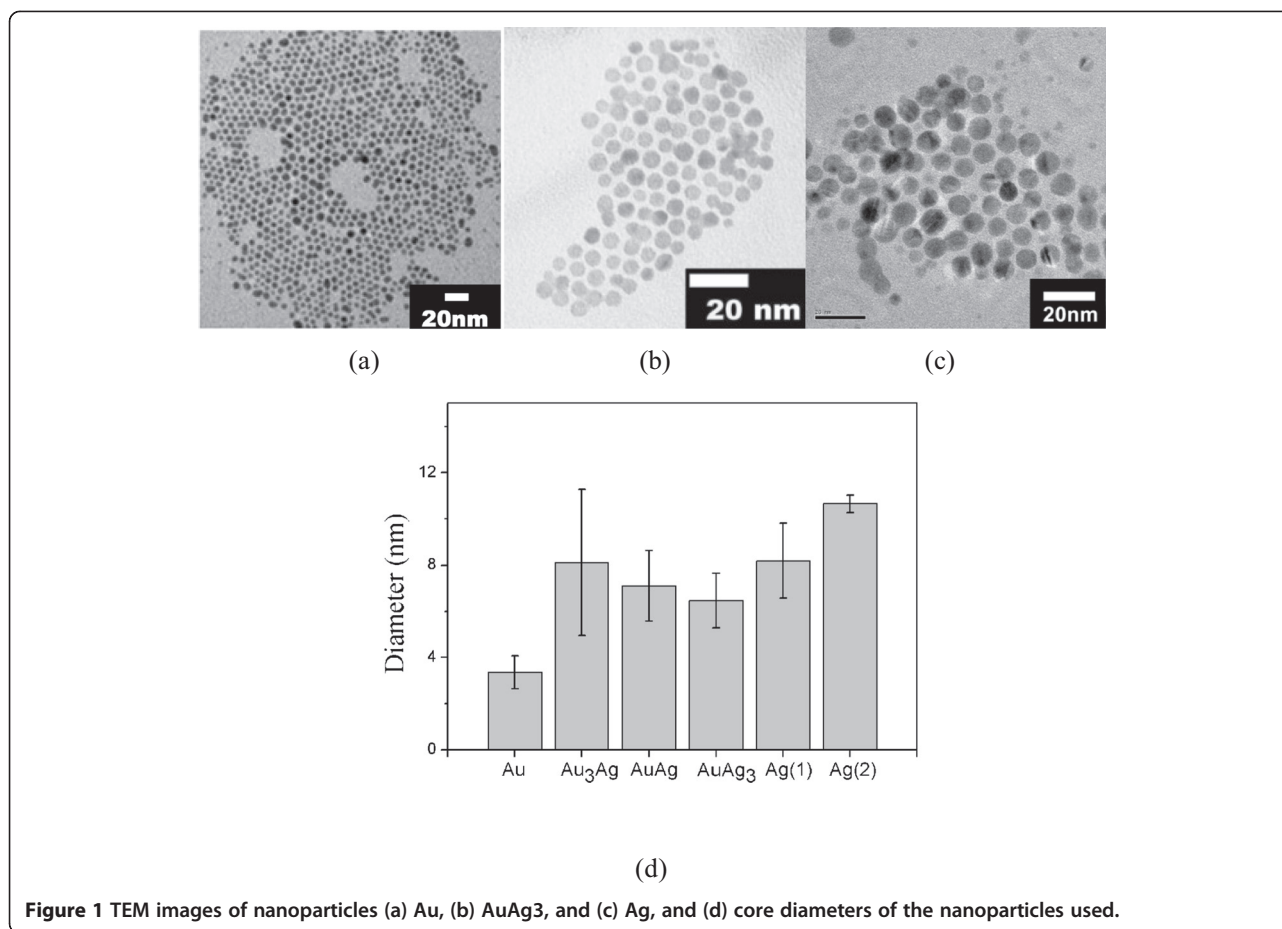 20nm
20 nm
20nm
(a)
(b)
(c)
Diameter (nm)
12
8
4
0
Au
Au₃Ag
AuAg
AuAg₃
Ag(1)
Ag(2)
(d)
Figure 1 TEM images of nanoparticles (a) Au, (b) AuAg3, and (c) Ag, and (d) core diameters of the nanoparticles used.